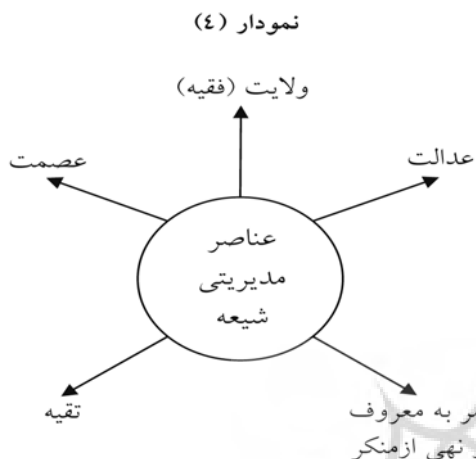 نمودار (٤)
ولایت (فقیه)
عدالت
عصمت
عناصر
مدیریتی
شیعه
به معروف
نهی ازمنکر
تقیه